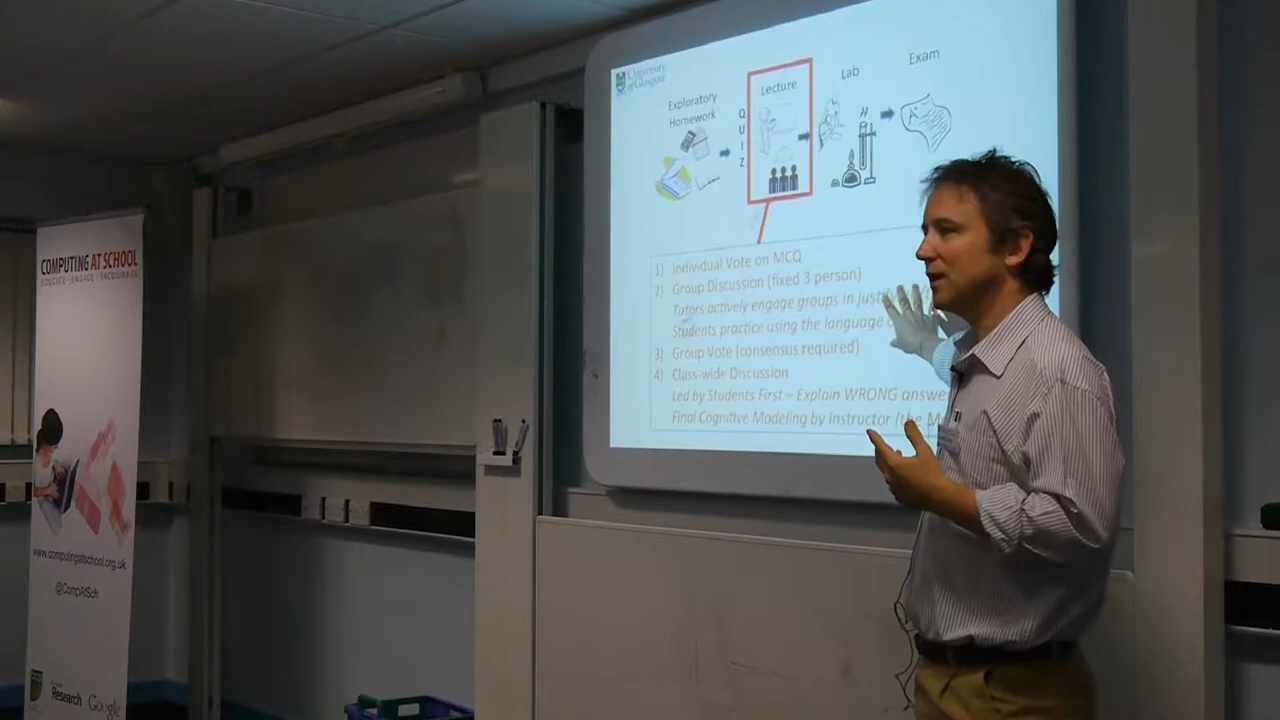 COMPUTING AT SCHOOL
EDUCATE · ENGAGE · ENCOURAGE
www.computingatschool.org.uk
@CompAtSch
Research
Google
University
of Glasgow
Exploratory
Homework
QUIZ
Lecture
Lab
Exam
1) Individual Vote on MCQ
2) Group Discussion (fixed 3 person)
Tutors actively engage groups in
Students practice using the language
3) Group Vote (consensus required)
4) Class-wide Discussion
Led by Students First – Explain WRONG
Final Cognitive Modeling by Instructor (the